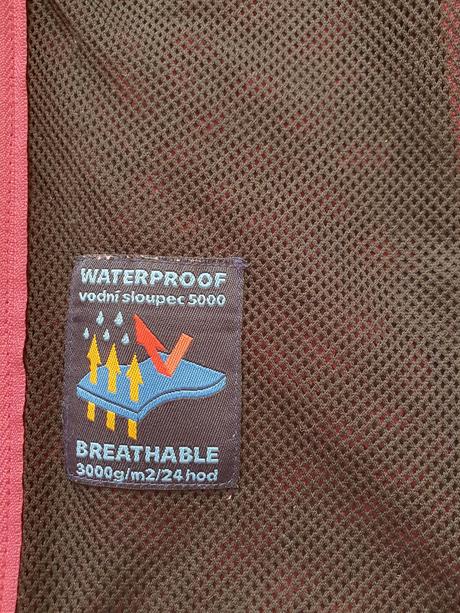 WATERPROOF
vodní sloupec 5000
BREATHABLE
3000g/m2/24hod